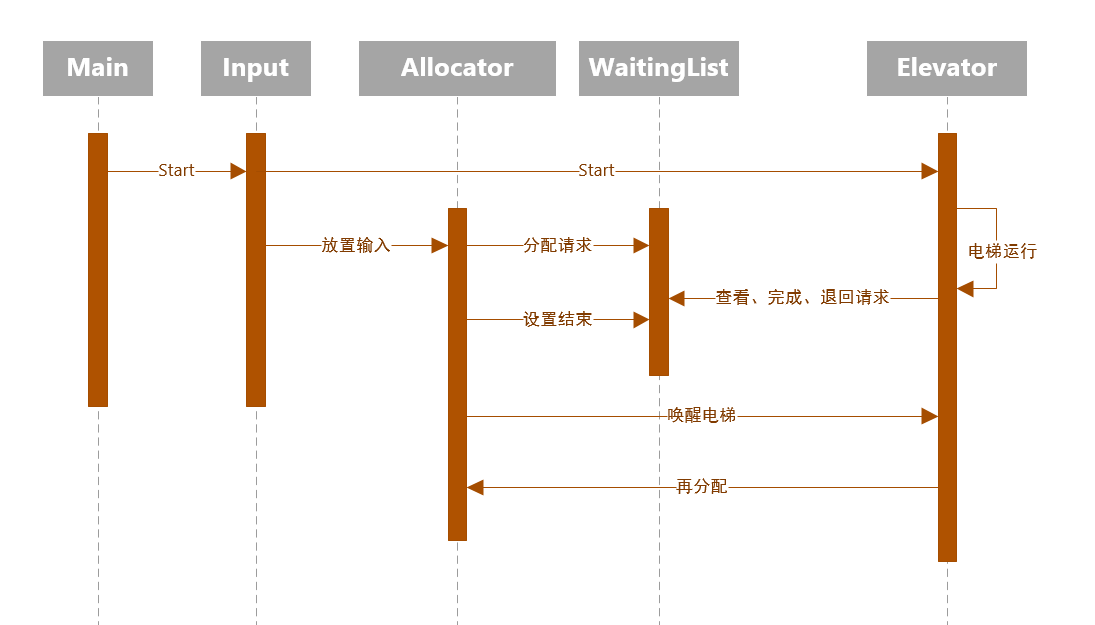 Main
Input
Allocator
WaitingList
Elevator
Start
Start
放置输入
分配请求
电梯运行
查看、完成、退回请求
设置结束
唤醒电梯
再分配